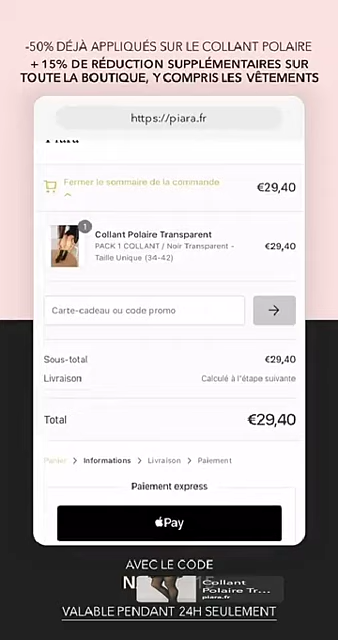 -50% DÉJÀ APPLIQUÉS SUR LE COLLANT POLAIRE
+ 15% DE RÉDUCTION SUPPLÉMENTAIRES SUR
TOUTE LA BOUTIQUE, Y COMPRIS LES VÊTEMENTS
https://piara.fr
Fermer le sommaire de la commande
€29,40
1
Collant Polaire Transparent
PACK 1 COLLANT / Noir Transparent -
Taille Unique (34-42)
€29,40
Carte-cadeau ou code promo
Sous-total
€29,40
Livraison
Calculé à l'étape suivante
Total
€29,40
Panier > Informations > Livraison > Paiement
Paiement express
Pay
AVEC LE CODE
Collant
Polaire Tr...
piara.fr
VALABLE PENDANT 24H SEULEMENT